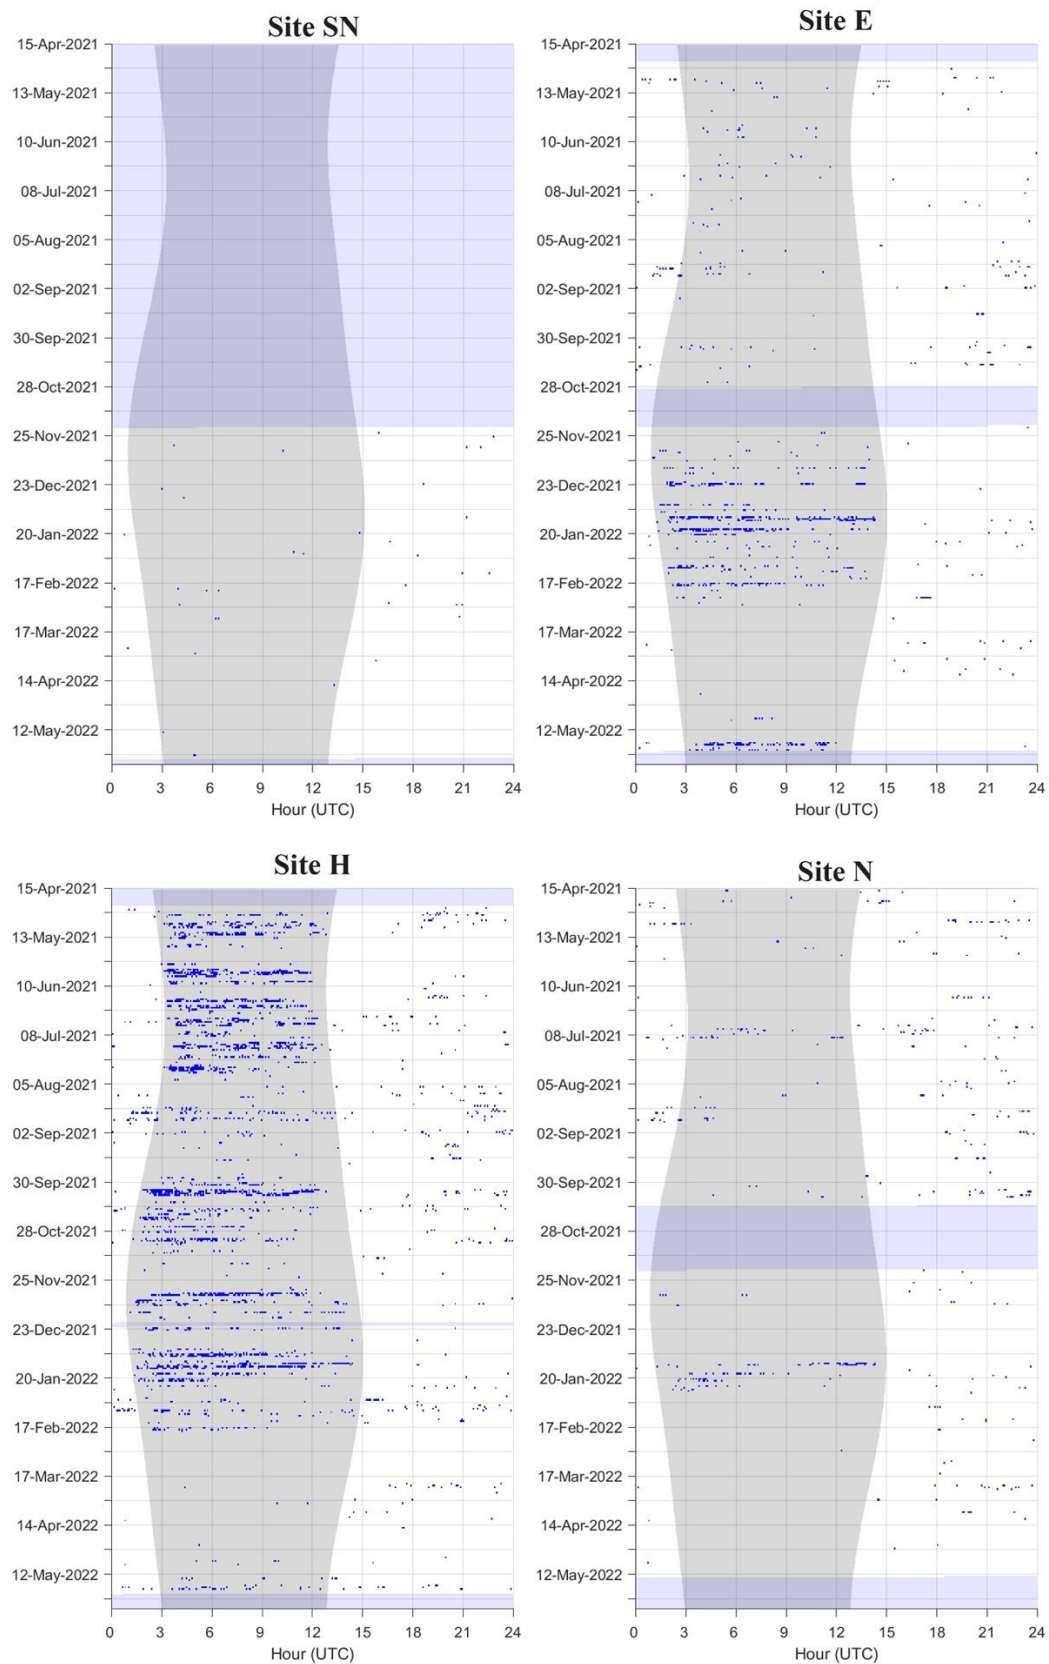 Site SN
15-Apr-2021
13-May-2021
10-Jun-2021
08-Jul-2021
05-Aug-2021
02-Sep-2021
30-Sep-2021
28-Oct-2021
25-Nov-2021
23-Dec-2021
20-Jan-2022
17-Feb-2022
17-Mar-2022
14-Apr-2022
12-May-2022
0 3 6 9 12 15 18 21 24
Hour (UTC)
Site E
15-Apr-2021
13-May-2021
10-Jun-2021
08-Jul-2021
05-Aug-2021
02-Sep-2021
30-Sep-2021
28-Oct-2021
25-Nov-2021
23-Dec-2021
20-Jan-2022
17-Feb-2022
17-Mar-2022
14-Apr-2022
12-May-2022
0 3 6 9 12 15 18 21 24
Hour (UTC)
Site H
15-Apr-2021
13-May-2021
10-Jun-2021
08-Jul-2021
05-Aug-2021
02-Sep-2021
30-Sep-2021
28-Oct-2021
25-Nov-2021
23-Dec-2021
20-Jan-2022
17-Feb-2022
17-Mar-2022
14-Apr-2022
12-May-2022
0 3 6 9 12 15 18 21 24
Hour (UTC)
Site N
15-Apr-2021
13-May-2021
10-Jun-2021
08-Jul-2021
05-Aug-2021
02-Sep-2021
30-Sep-2021
28-Oct-2021
25-Nov-2021
23-Dec-2021
20-Jan-2022
17-Feb-2022
17-Mar-2022
14-Apr-2022
12-May-2022
0 3 6 9 12 15 18 21 24
Hour (UTC)